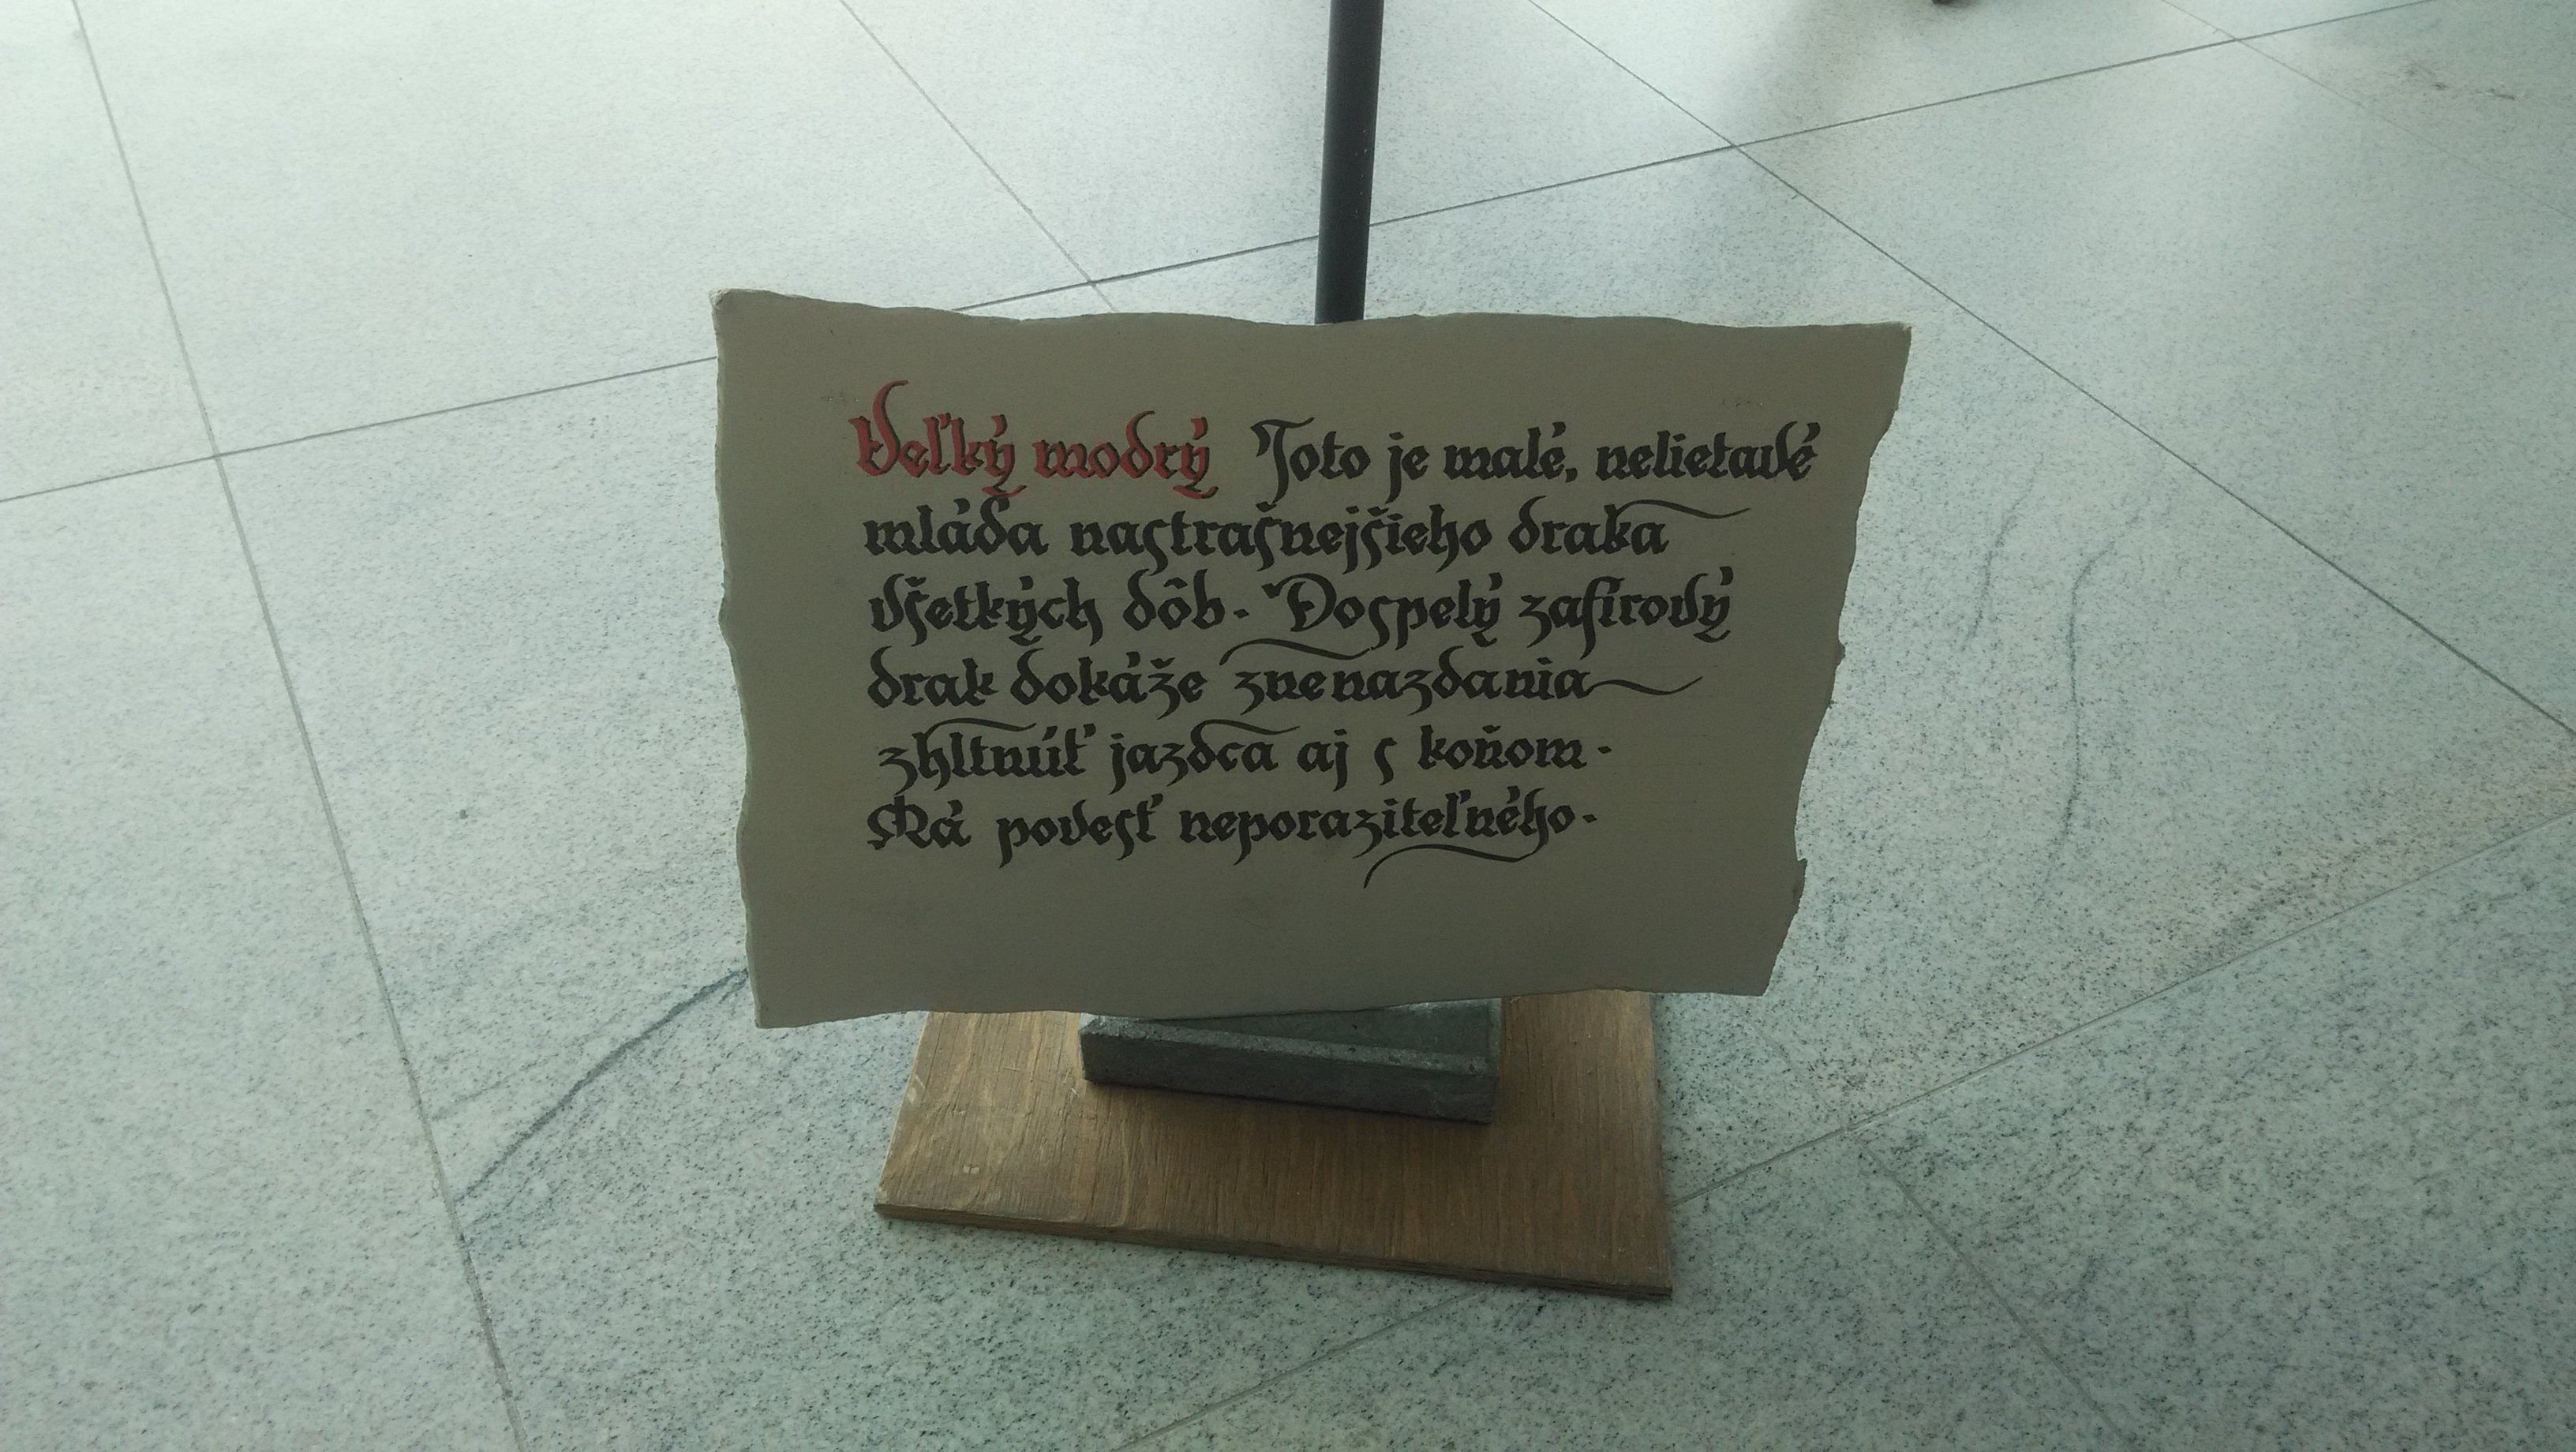 Veľký modrý Toto je malé, nelietavé
mláďa nastrašnejšieho draka
všetkých dôb. Dospelý zafírový
drak dokáže znenazdania
zhltnúť jazdca aj s koňom.
Má povesť neporaziteľného.